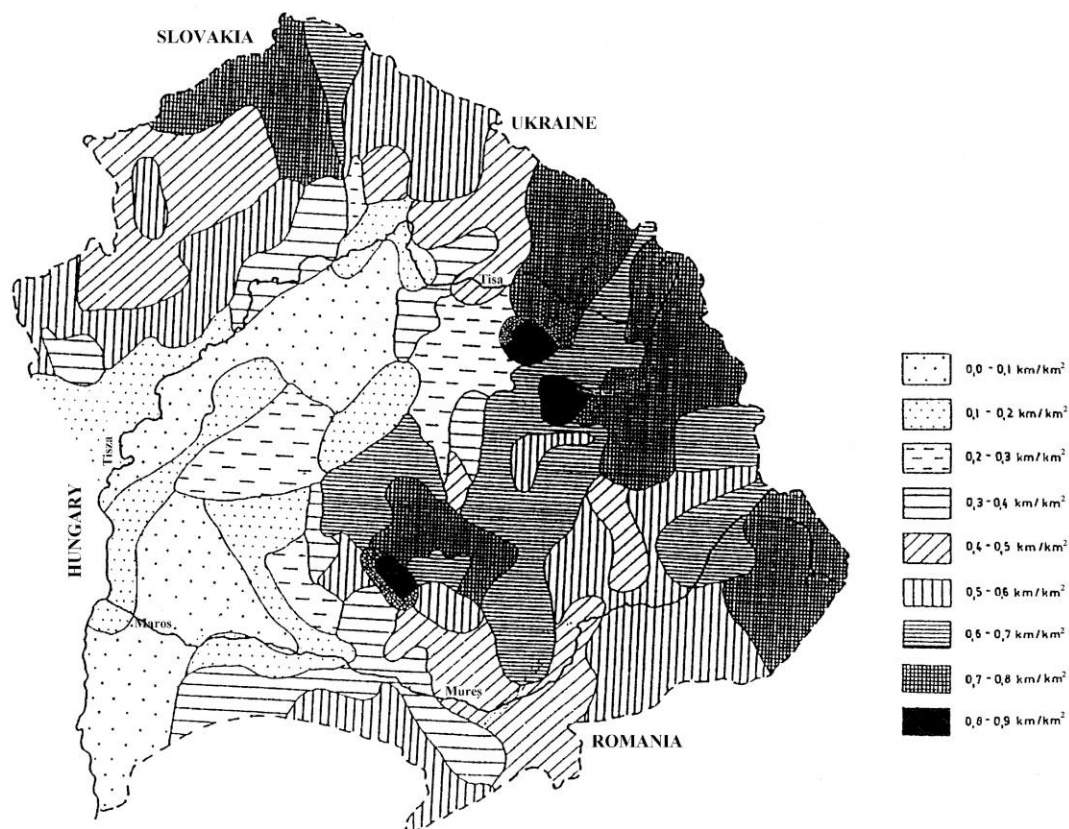 SLOVAKIA
UKRAINE
Tisa
Tisza
HUNGARY
Maros
Mureş
ROMANIA
0,0 - 0,1 km/km²
0,1 - 0,2 km/km²
0,2 - 0,3 km/km²
0,3 - 0,4 km/km²
0,4 - 0,5 km/km²
0,5 - 0,6 km/km²
0,6 - 0,7 km/km²
0,7 - 0,8 km/km²
0,8 - 0,9 km/km²